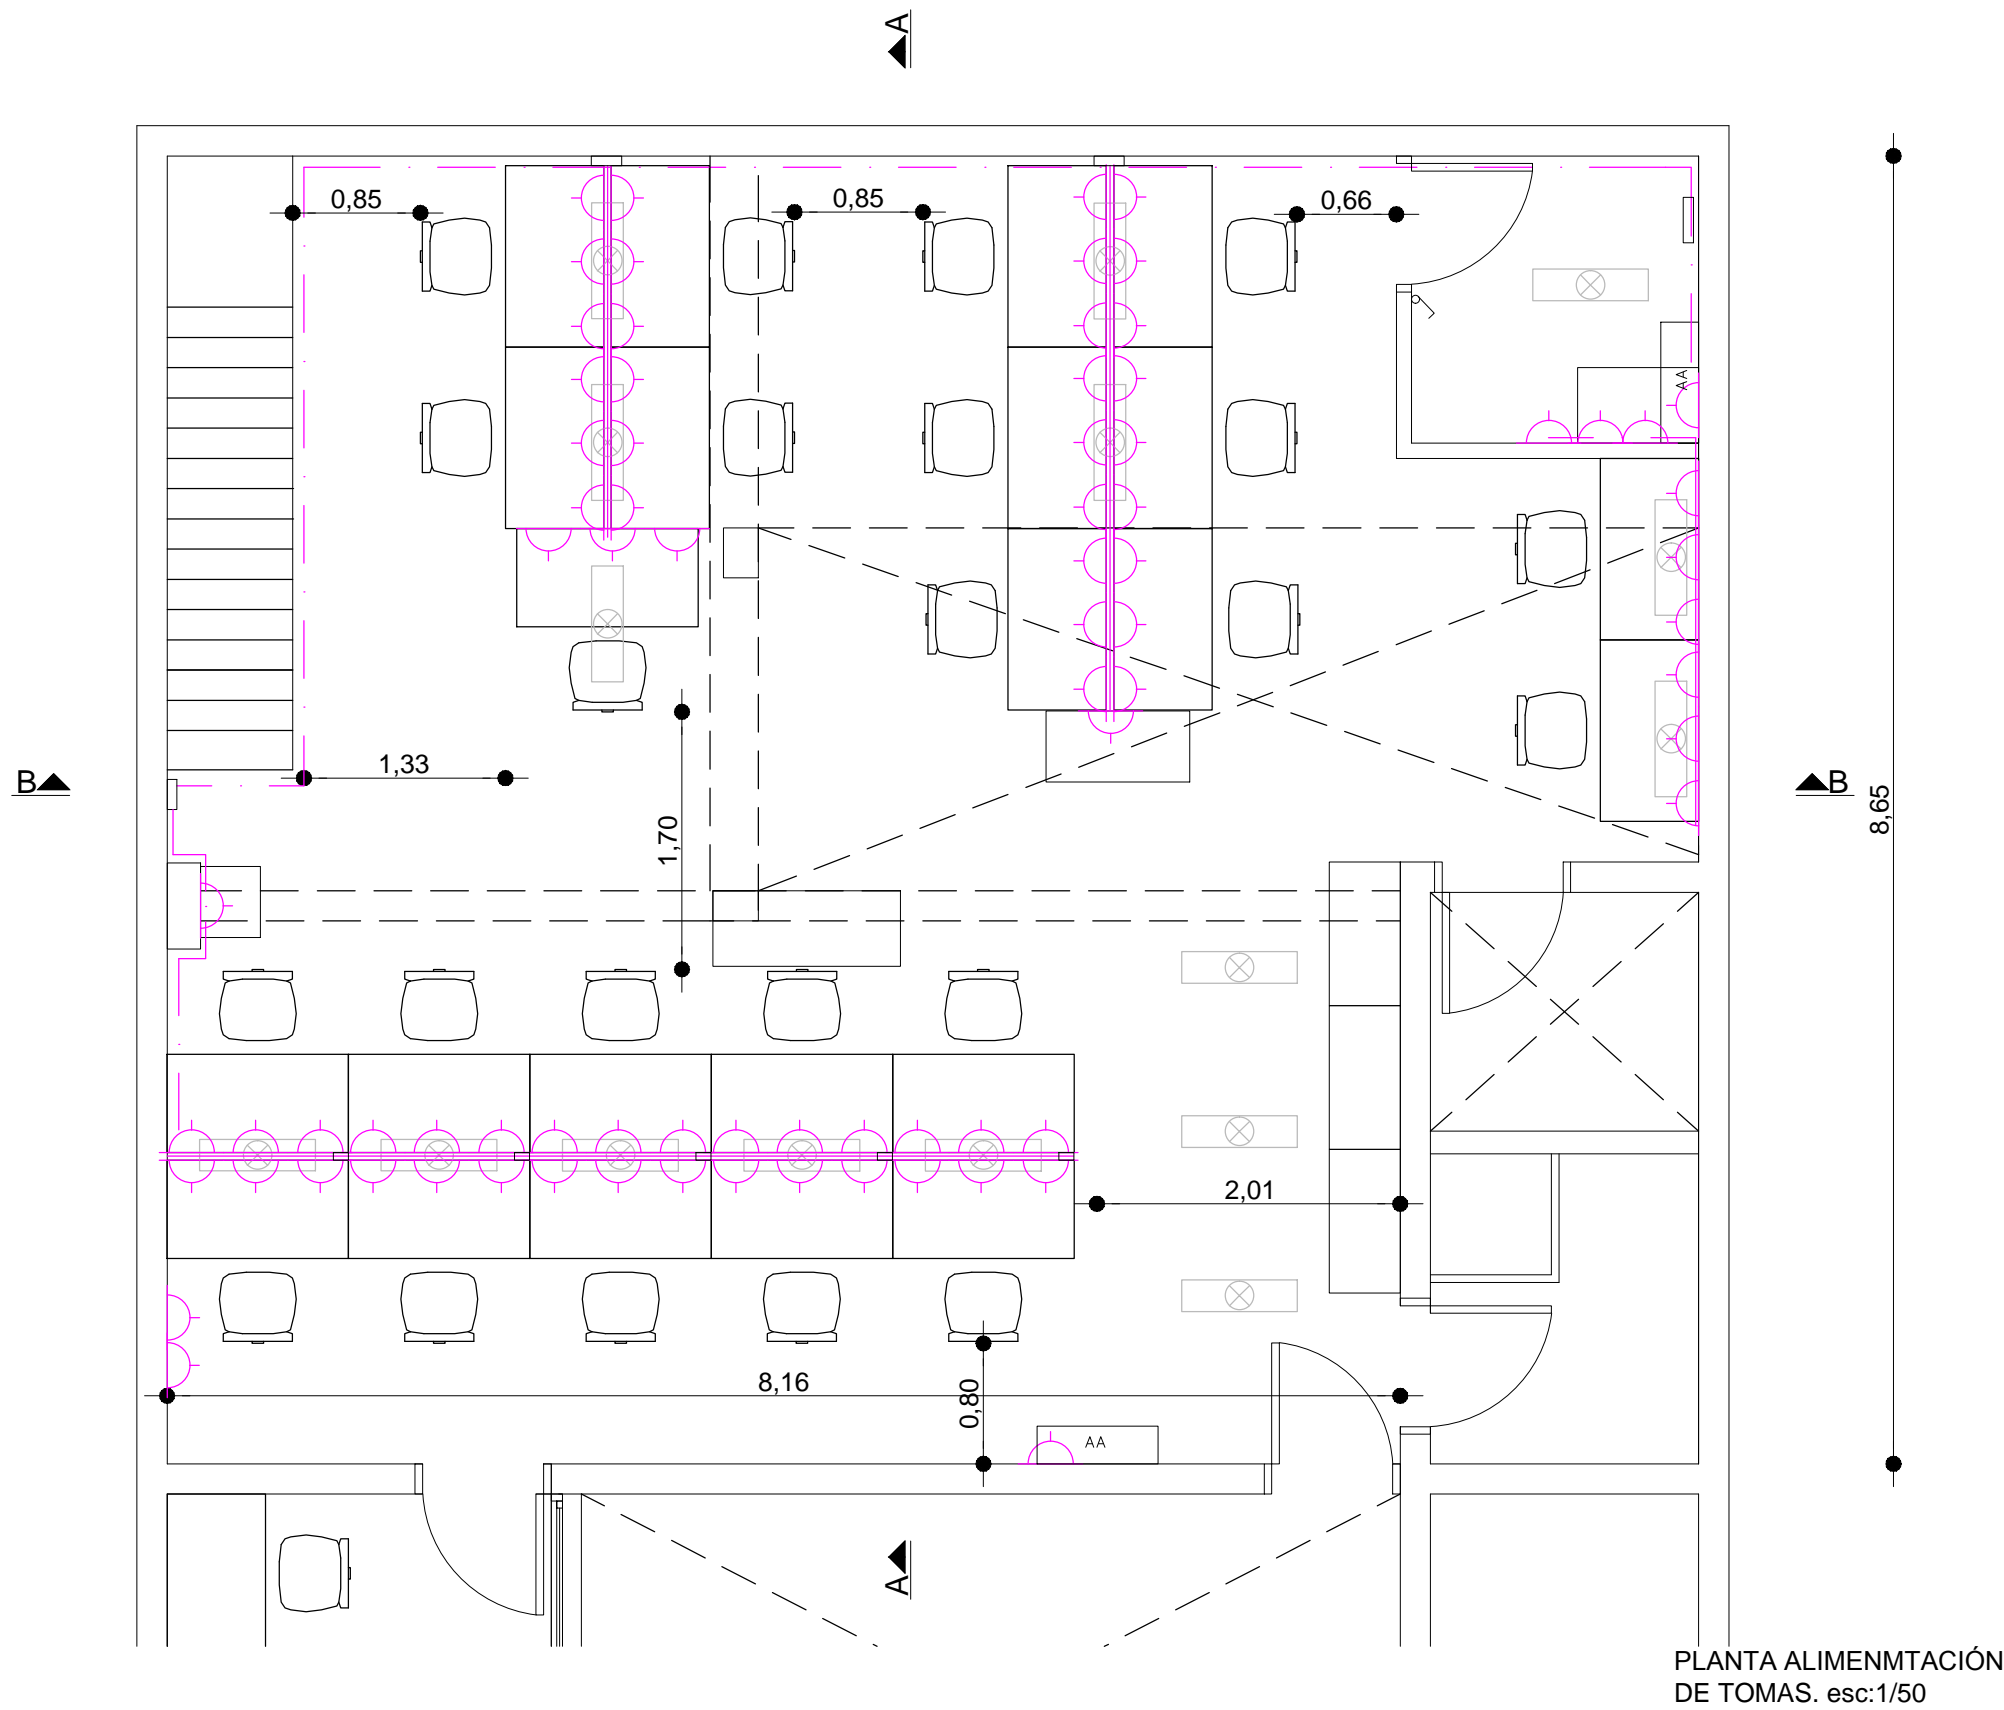 A
0,85
0,85
0,66
AA
B
1,33
1,70
B
8,65
2,01
8,16
0,80
AA
A
PLANTA ALIMENMTACIÓN
DE TOMAS. esc:1/50